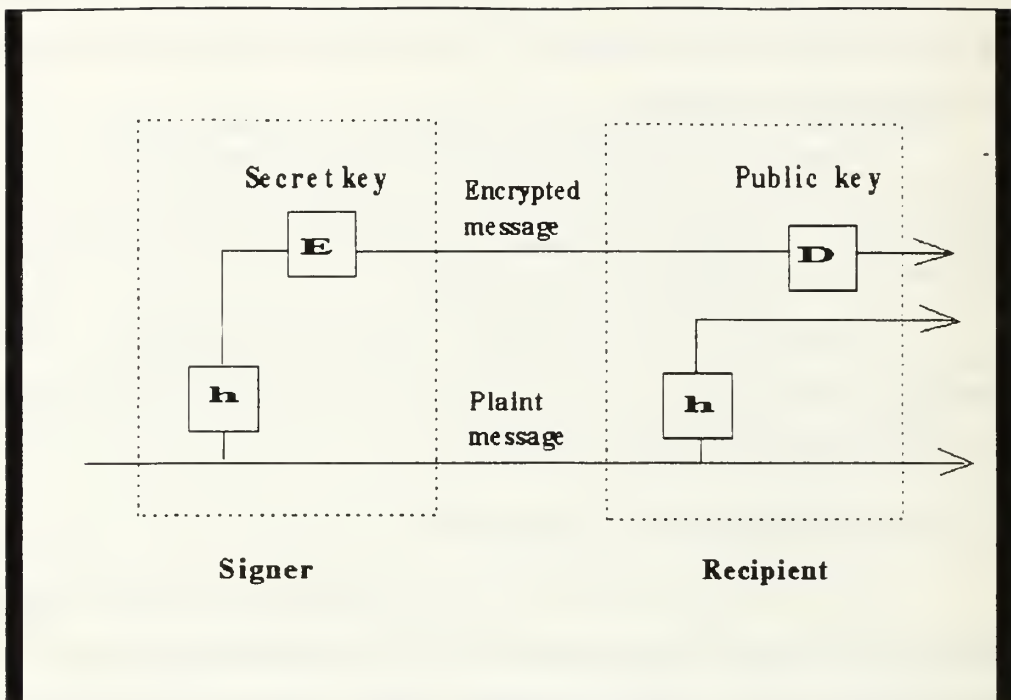 Secret key
Public key
Encrypted
message
E
D
h
h
Plaint
message
Signer
Recipient